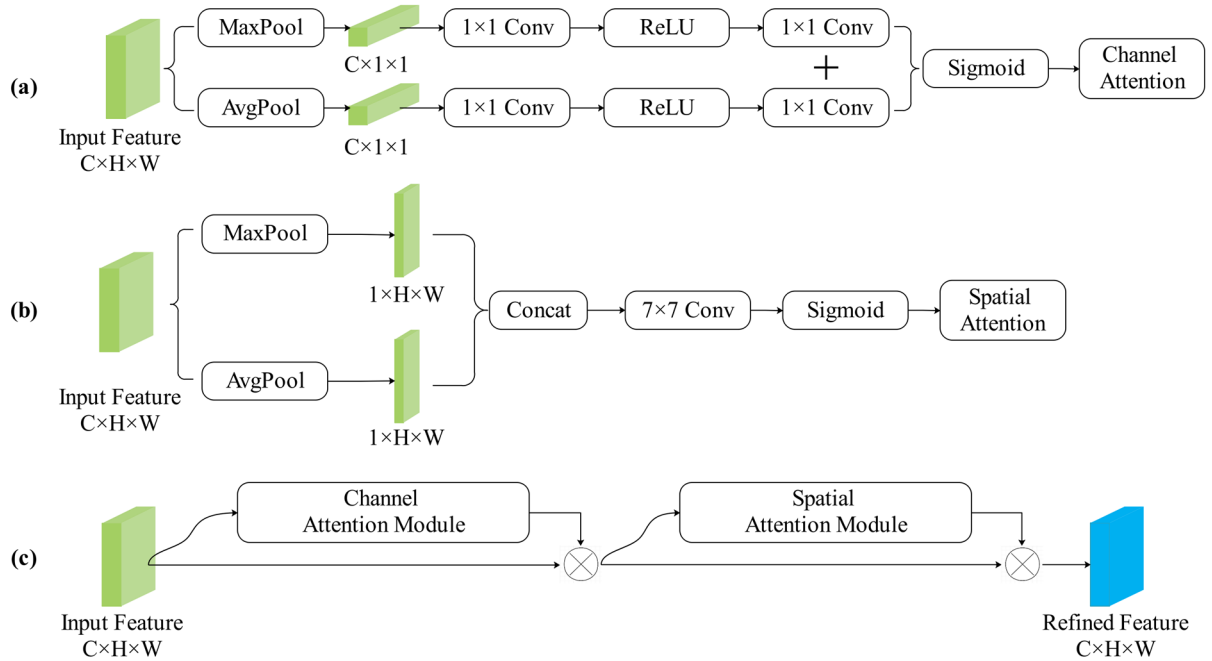 (a)
Input Feature
C×H×W
MaxPool
C×1×1
1×1 Conv
ReLU
1×1 Conv
+
AvgPool
C×1×1
1×1 Conv
ReLU
1×1 Conv
Sigmoid
Channel
Attention
(b)
Input Feature
C×H×W
MaxPool
1×H×W
AvgPool
1×H×W
Concat
7×7 Conv
Sigmoid
Spatial
Attention
(c)
Input Feature
C×H×W
Channel
Attention Module
Spatial
Attention Module
Refined Feature
C×H×W